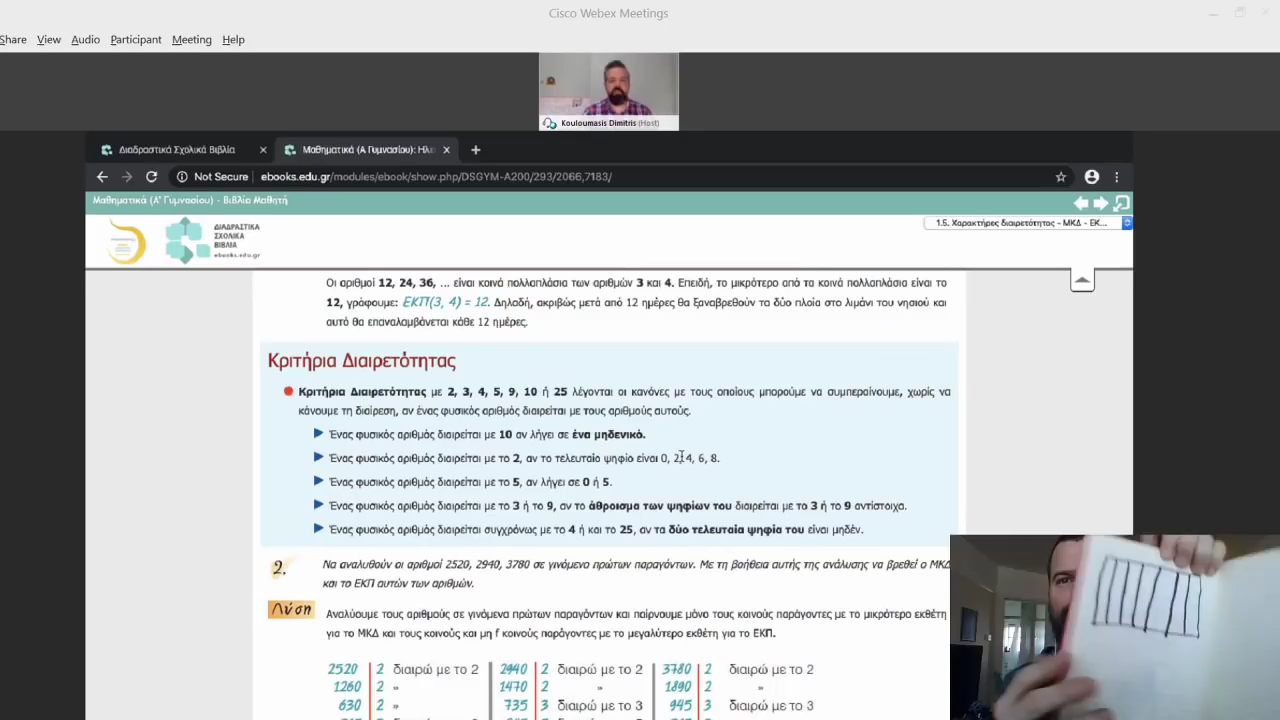 Cisco Webex Meetings
Share View Audio Participant Meeting Help
Kouloumasis Dimitris (Host)
Διαδραστικά Σχολικά Βιβλία
Μαθηματικά (Α Γυμνασίου): Ηλε
Not Secure ebooks.edu.gr/modules/ebook/show.php/DSGYM-A200/293/2066,7183/
Μαθηματικά (Α' Γυμνασίου) - Βιβλίο Μαθητή
ΔΙΑΔΡΑΣΤΙΚΑ
ΣΧΟΛΙΚΑ
ΒΙΒΛΙΑ
ebooks.edu.gr
1.5. Χαρακτήρες διαιρετότητας - ΜΚΔ - ΕΚ...
Οι αριθμοί 12, 24, 36, ... είναι κοινά πολλαπλάσια των αριθμών 3 και 4. Επειδή, το μικρότερο από τα κοινά πολλαπλάσια είναι το
12, γράφουμε: ΕΚΠ(3, 4) = 12. Δηλαδή, ακριβώς μετά από 12 ημέρες θα ξαναβρεθούν τα δύο πλοία στο λιμάνι του νησιού και
αυτό θα επαναλαμβάνεται κάθε 12 ημέρες.
Κριτήρια Διαιρετότητας
Κριτήρια Διαιρετότητας με 2, 3, 4, 5, 9, 10 ή 25 λέγονται οι κανόνες με τους οποίους μπορούμε να συμπεραίνουμε, χωρίς να
κάνουμε τη διαίρεση, αν ένας φυσικός αριθμός διαιρείται με τους αριθμούς αυτούς.
Ένας φυσικός αριθμός διαιρείται με 10 αν λήγει σε ένα μηδενικό.
Ένας φυσικός αριθμός διαιρείται με το 2, αν το τελευταίο ψηφίο είναι 0, 2, 4, 6, 8.
Ένας φυσικός αριθμός διαιρείται με το 5, αν λήγει σε 0 ή 5.
Ένας φυσικός αριθμός διαιρείται με το 3 ή το 9, αν το άθροισμα των ψηφίων του διαιρείται με το 3 ή το 9 αντίστοιχα.
Ένας φυσικός αριθμός διαιρείται συγχρόνως με το 4 ή και το 25, αν τα δύο τελευταία ψηφία του είναι μηδέν.
2. Να αναλυθούν οι αριθμοί 2520, 2940, 3780 σε γινόμενο πρώτων παραγόντων. Με τη βοήθεια αυτής της ανάλυσης να βρεθεί ο ΜΚΔ
και το ΕΚΠ αυτών των αριθμών.
Λύση Αναλύουμε τους αριθμούς σε γινόμενο πρώτων παραγόντων και παίρνουμε μόνο τους κοινούς παράγοντες με το μικρότερο εκθέτη
για το ΜΚΔ και τους κοινούς και μη f κοινούς παράγοντες με το μεγαλύτερο εκθέτη για το ΕΚΠ.
2520 2 διαιρώ με το 2 2940 2 διαιρώ με το 2 3780 2 διαιρώ με το 2
1260 2 » 1470 2 » 1890 2 »
630 2 » 735 3 διαιρώ με το 3 945 3 διαιρώ με το 3